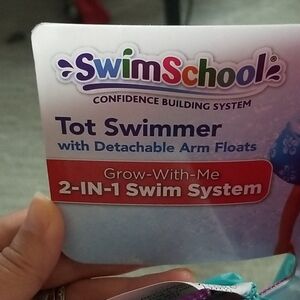 SwimSchool
CONFIDENCE BUILDING SYSTEM
Tot Swimmer
with Detachable Arm Floats
Grow-With-Me
2-IN-1 Swim System